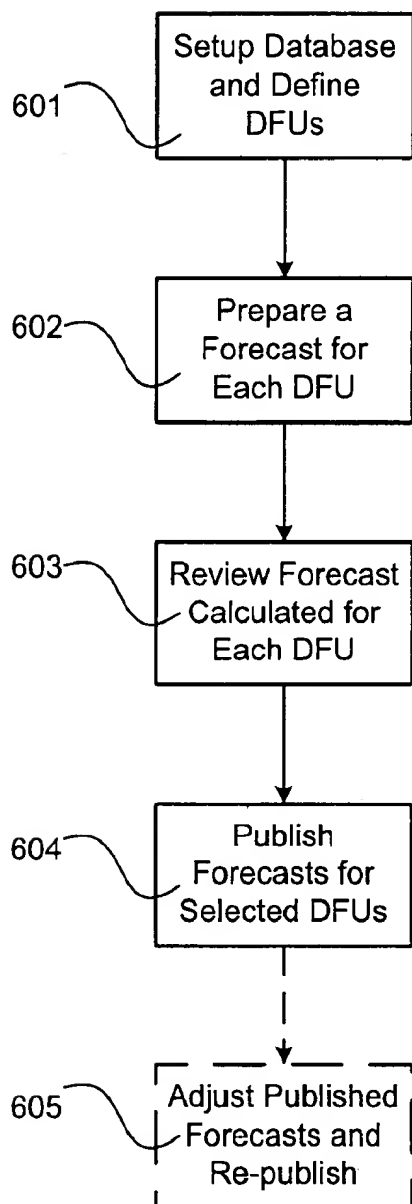 601
Setup Database
and Define
DFUs
602
Prepare a
Forecast for
Each DFU
603
Review Forecast
Calculated for
Each DFU
604
Publish
Forecasts for
Selected DFUs
605
Adjust Published
Forecasts and
Re-publish